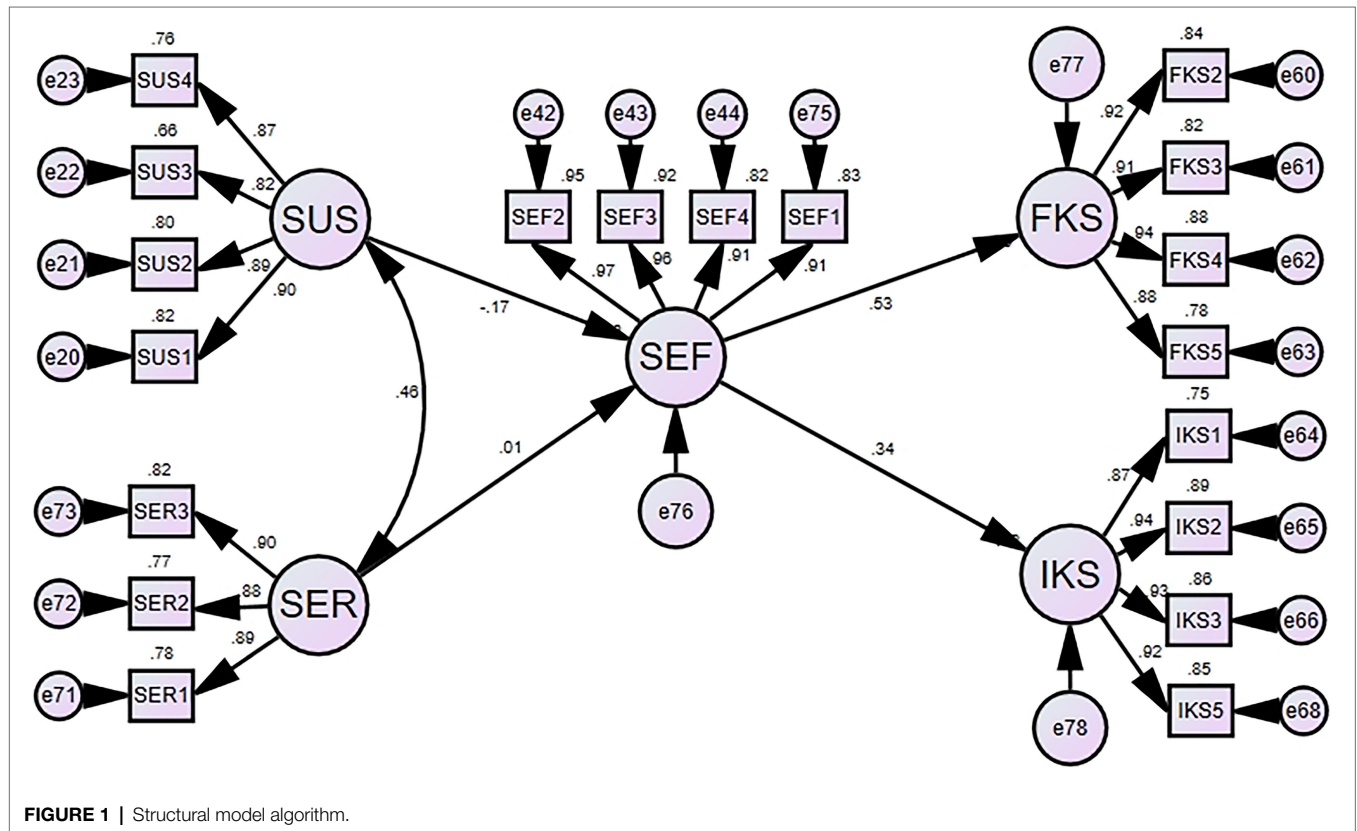 .76
e23 SUS4
.87
.66
e22 SUS3
.82
.80
e21 SUS2
.89
.90
.82
e20 SUS1
SUS
-.17
.46
.82
e73 SER3
.90
.77
e72 SER2
.88
.89
.78
e71 SER1
SER
.01
e42 e43 e44 e75
.95 .92 .82 .83
SEF2 SEF3 SEF4 SEF1
.97 .96 .91 .91
SEF
e76
.53
.34
e77
FKS
.84
.92 FKS2 e60
.82
.91 FKS3 e61
.88
.94 FKS4 e62
.88 .78
FKS5 e63
.75
IKS1 e64
.87
.89
.94 IKS2 e65
IKS
.86
.93 IKS3 e66
.92
.85
IKS5 e68
e78
FIGURE 1 | Structural model algorithm.